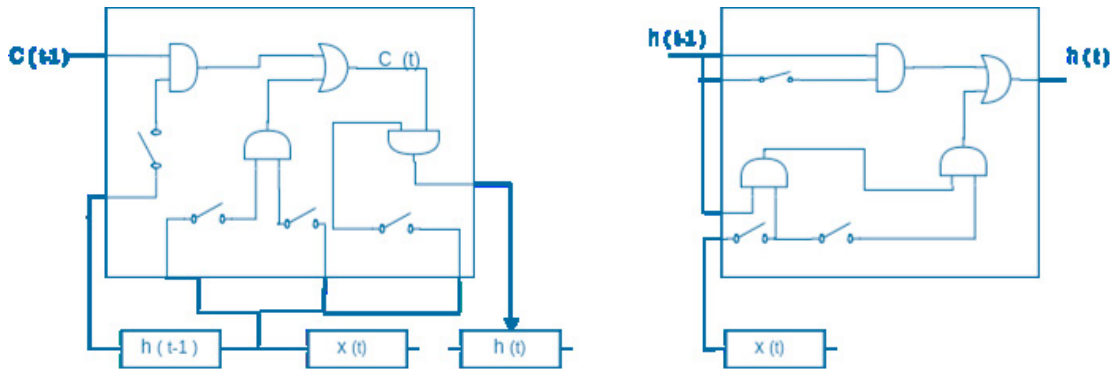 C(t-1)
C (t)
h ( t-1 )
x (t)
h (t)
h(t-1)
h(t)
x (t)